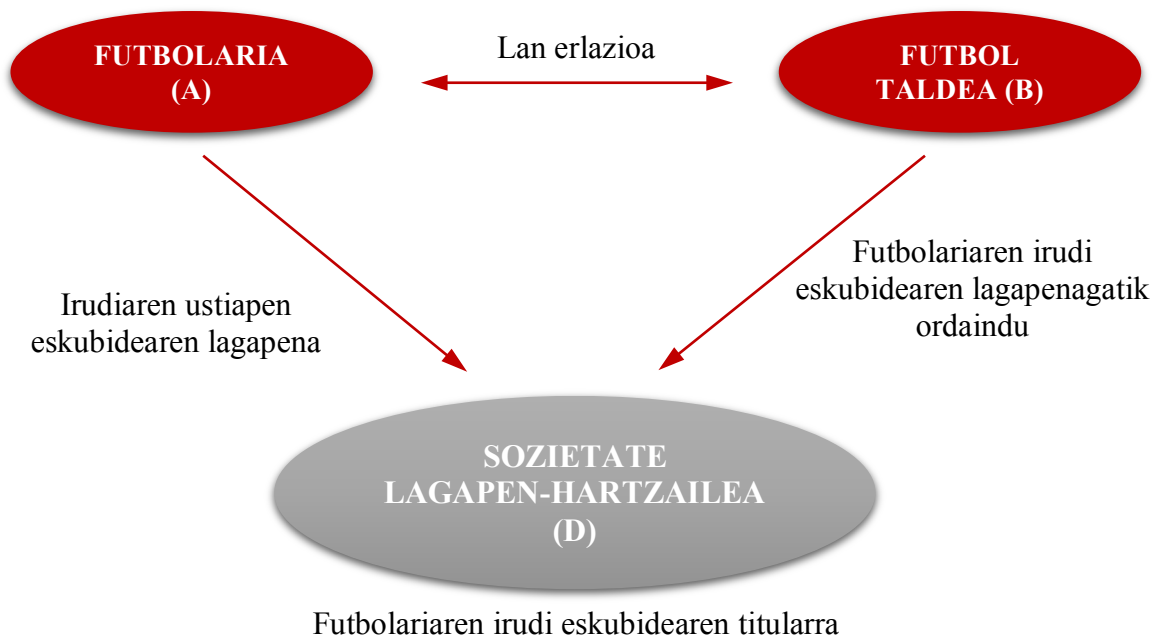 FUTBOLARIA
(A)
Lan erlazioa
FUTBOL
TALDEA (B)
Irudiaren ustiapen
eskubidearen lagapena
Futbolariaren irudi
eskubidearen lagapenagatik
ordaindu
SOZIETATE
LAGAPEN-HARTZAILEA
(D)
Futbolariaren irudi eskubidearen titularra